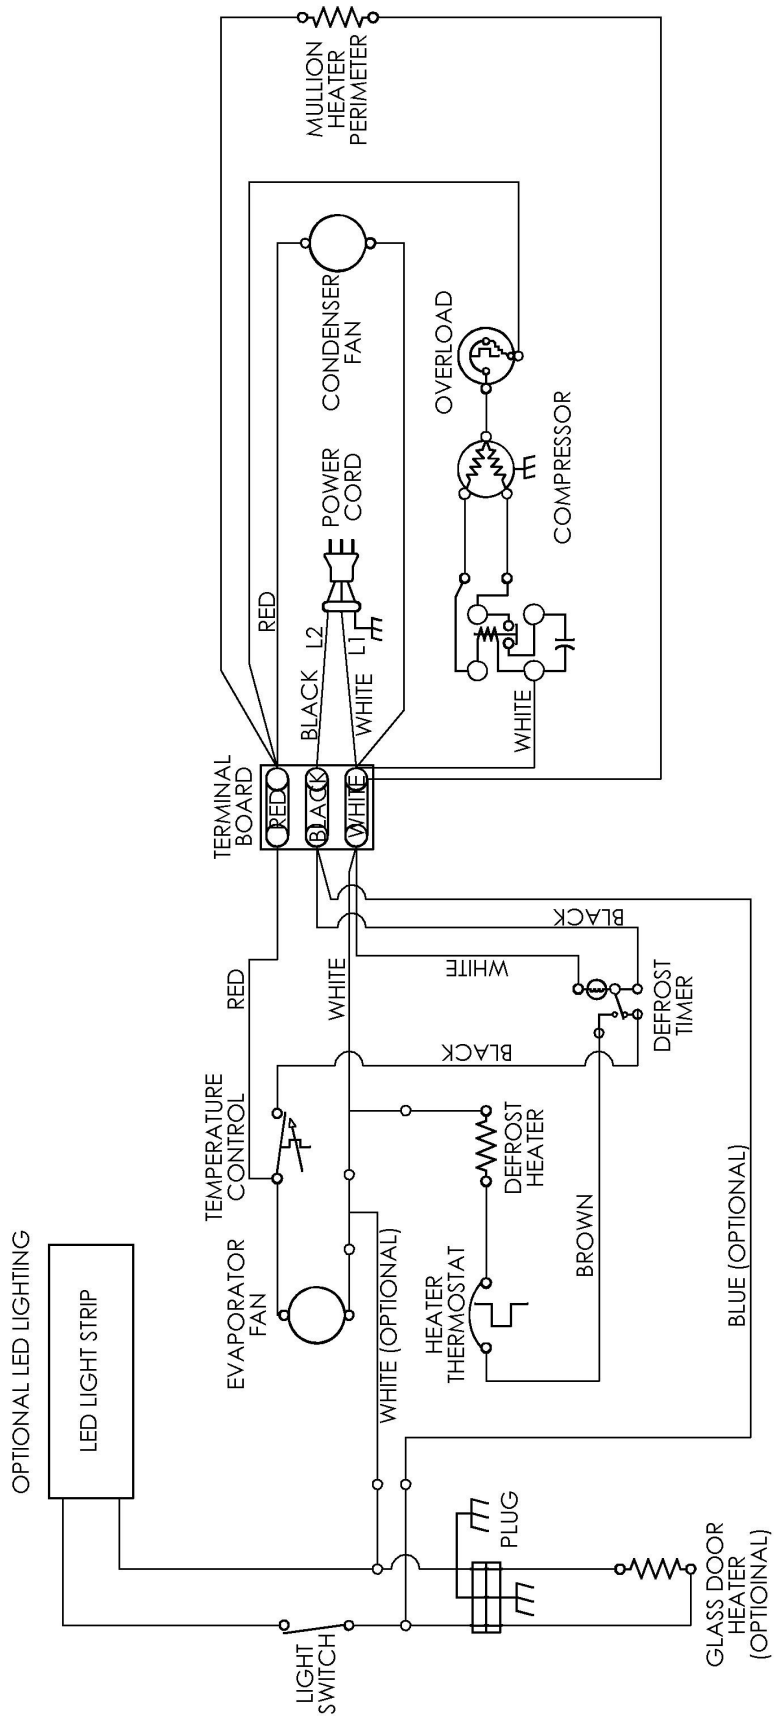 MULLION
HEATER
PERIMETER
CONDENSER
FAN
OVERLOAD
POWER
CORD
COMPRESSOR
RED
L2
L1
BLACK
WHITE
WHITE
TERMINAL
BOARD
RED
BLACK
WHITE
BLACK
RED
WHITE
WHITE
DEFROST
TIMER
BLACK
TEMPERATURE
CONTROL
DEFROST
HEATER
BROWN
BLUE (OPTIONAL)
EVAPORATOR
FAN
HEATER
THERMOSTAT
WHITE (OPTIONAL)
OPTIONAL LED LIGHTING
LED LIGHT STRIP
PLUG
LIGHT
SWITCH
GLASS DOOR
HEATER
(OPTIOINAL)